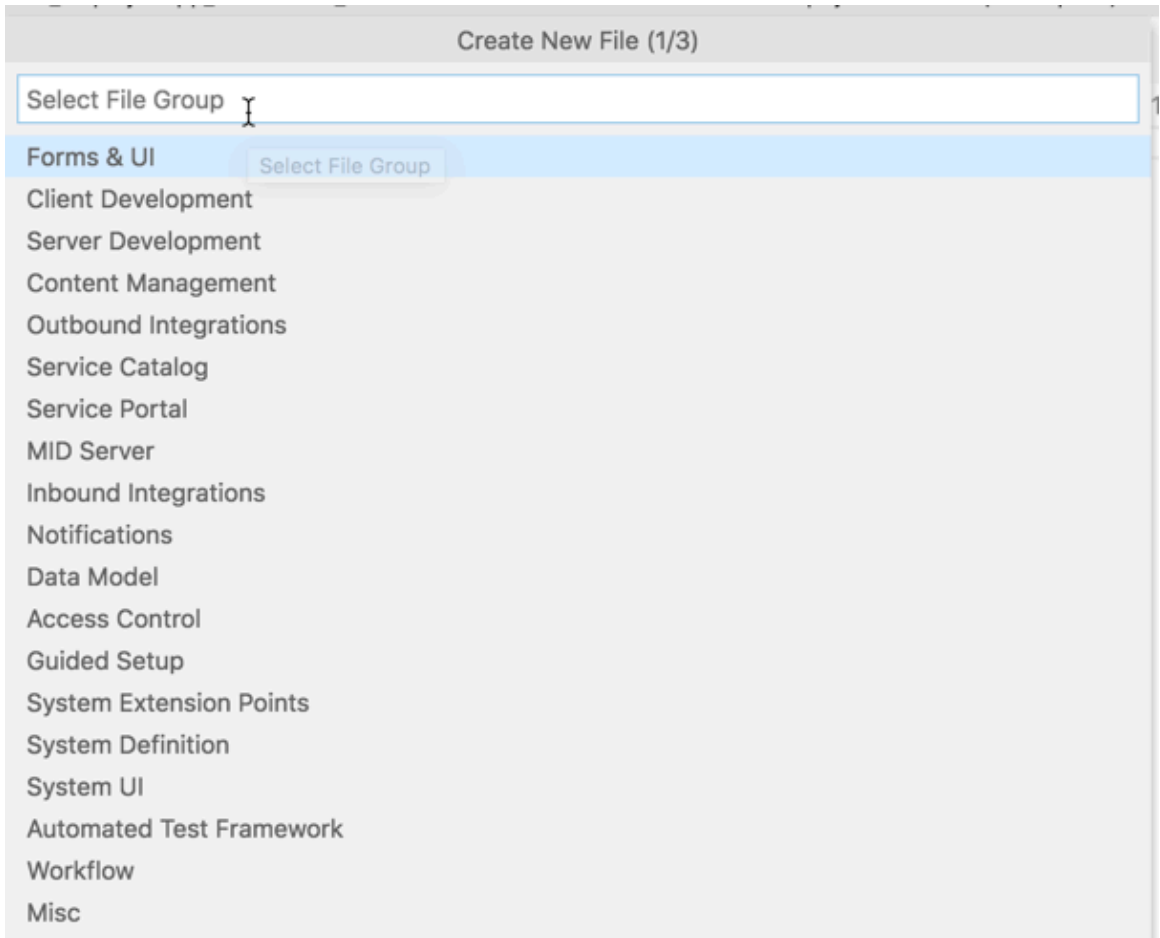 Create New File (1/3)
Select File Group
Forms & UI
Select File Group
Client Development
Server Development
Content Management
Outbound Integrations
Service Catalog
Service Portal
MID Server
Inbound Integrations
Notifications
Data Model
Access Control
Guided Setup
System Extension Points
System Definition
System UI
Automated Test Framework
Workflow
Misc